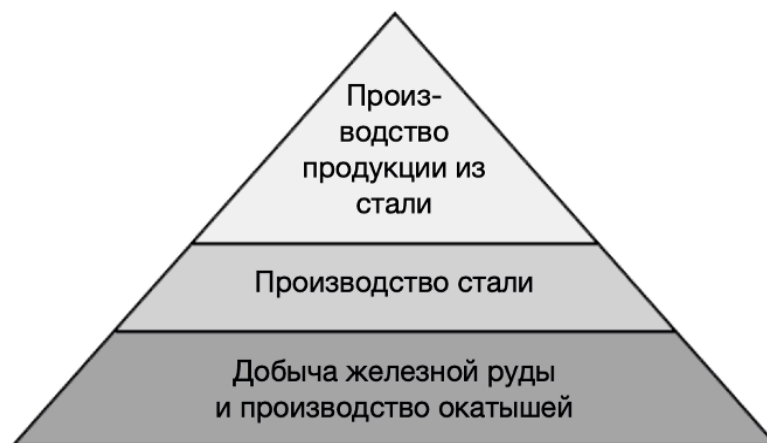 Произ-
водство
продукции из
стали
Производство стали
Добыча железной руды
и производство окатышей